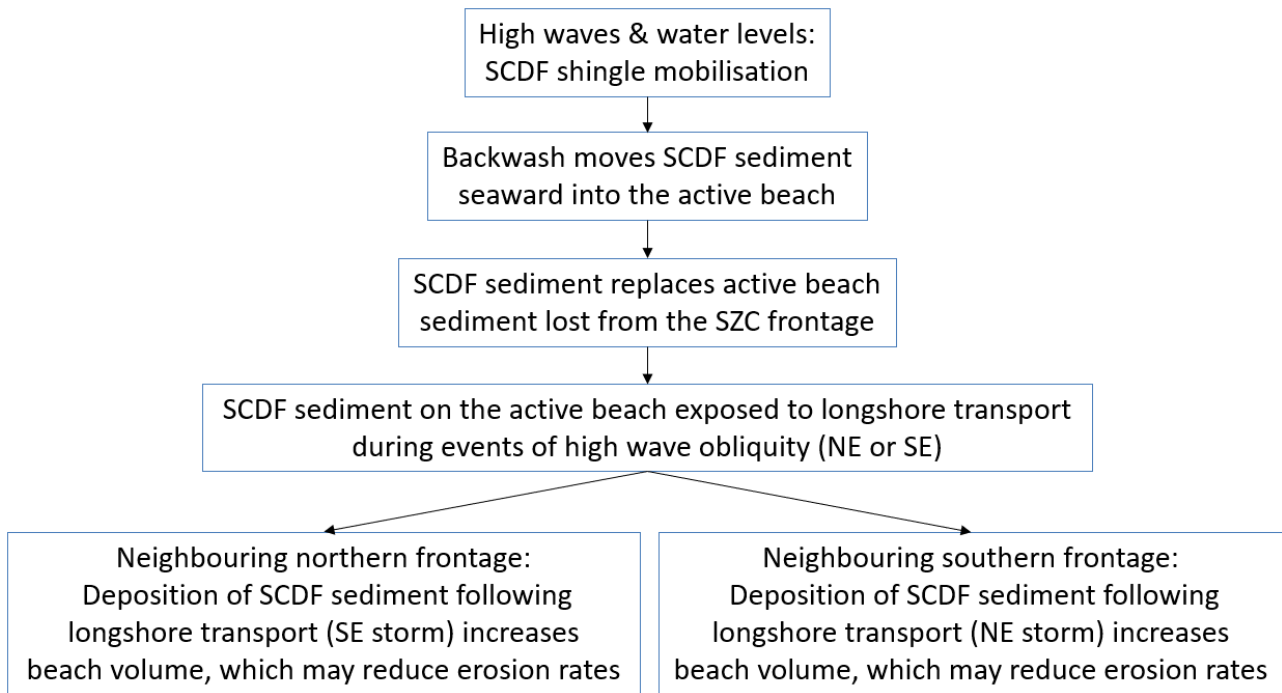 High waves & water levels:
SCDF shingle mobilisation
Backwash moves SCDF sediment
seaward into the active beach
SCDF sediment replaces active beach
sediment lost from the SZC frontage
SCDF sediment on the active beach exposed to longshore transport
during events of high wave obliquity (NE or SE)
Neighbouring northern frontage:
Deposition of SCDF sediment following
longshore transport (SE storm) increases
beach volume, which may reduce erosion rates
Neighbouring southern frontage:
Deposition of SCDF sediment following
longshore transport (NE storm) increases
beach volume, which may reduce erosion rates